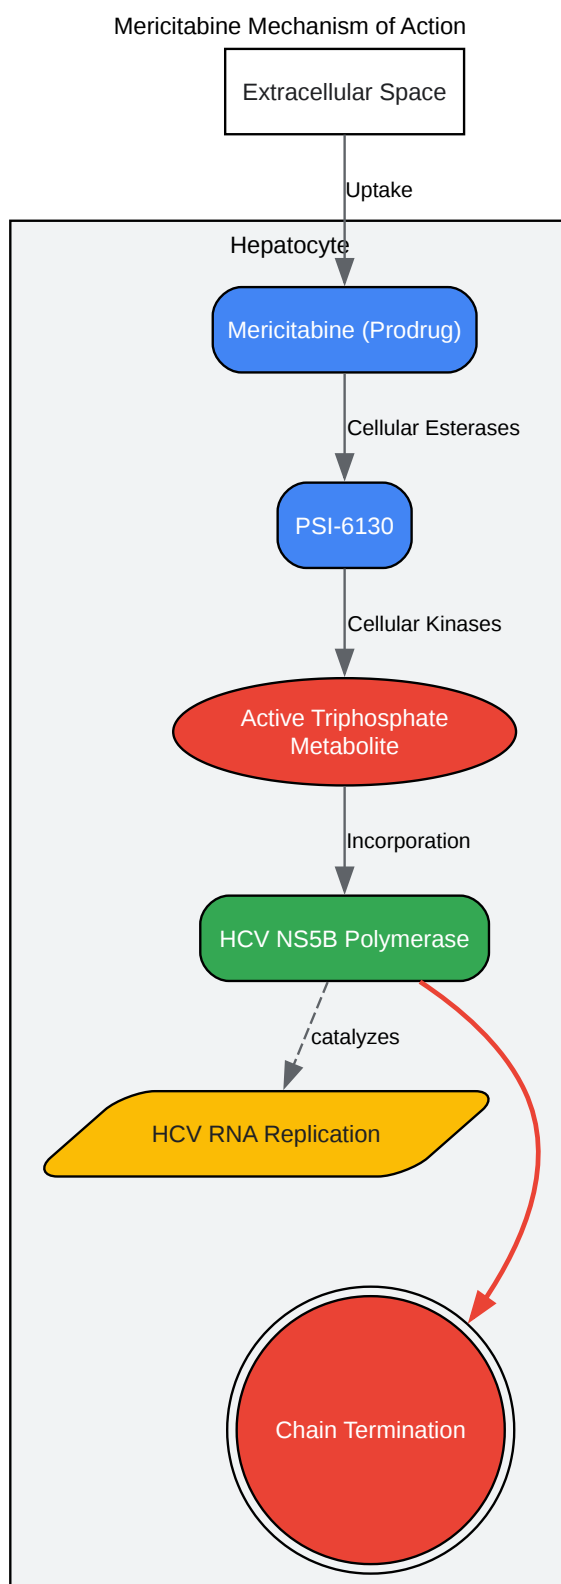 Mericitabine Mechanism of Action
Extracellular Space
Uptake
Hepatocyte
Mericitabine (Prodrug)
Cellular Esterases
PSI-6130
Cellular Kinases
Active Triphosphate
Metabolite
Incorporation
HCV NS5B Polymerase
catalyzes
HCV RNA Replication
Chain Termination